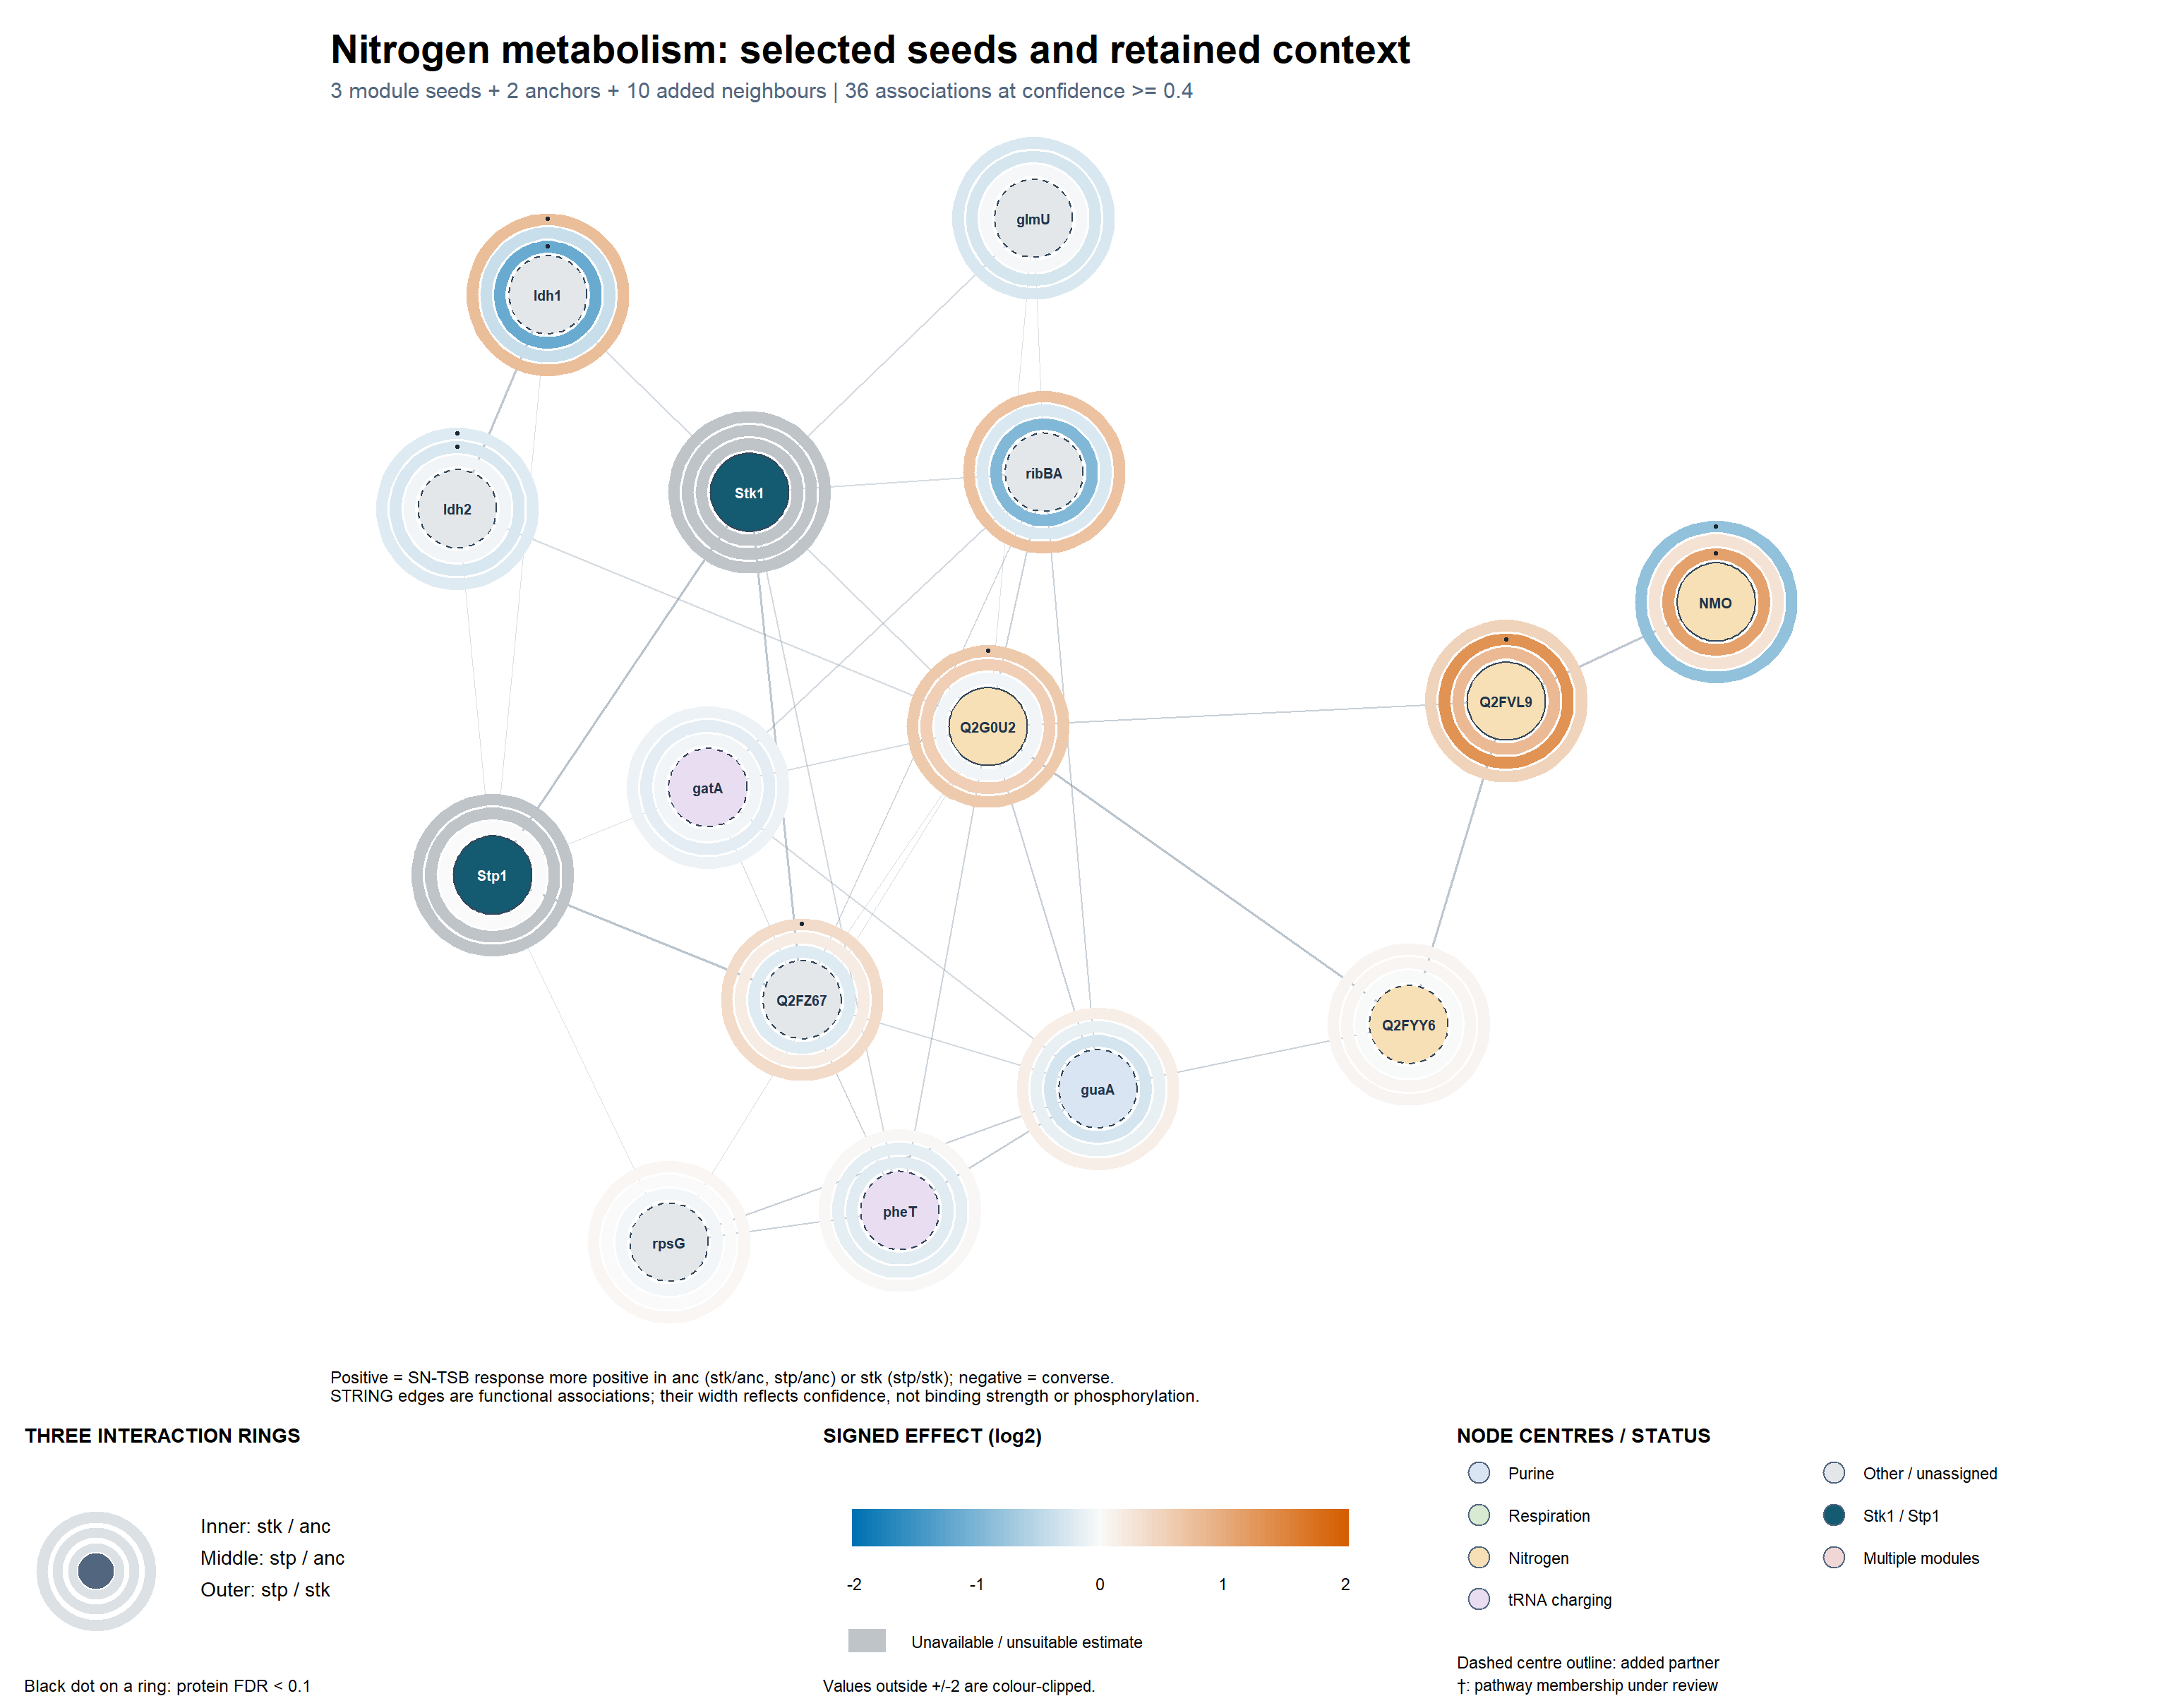 Nitrogen metabolism: selected seeds and retained context
3 module seeds + 2 anchors + 10 added neighbours | 36 associations at confidence >= 0.4
glmU
ldh1
ribBA
Stk1
ldh2
NMO
Q2FVL9
Q2G0U2
gatA
Stp1
Q2FZ67
Q2FYY6
guaA
pheT
rpsG
Positive = SN-TSB response more positive in anc (stk/anc, stp/anc) or stk (stp/stk); negative = converse.
STRING edges are functional associations; their width reflects confidence, not binding strength or phosphorylation.
THREE INTERACTION RINGS
Inner: stk / anc
Middle: stp / anc
Outer: stp / stk
Black dot on a ring: protein FDR < 0.1
SIGNED EFFECT (log2)
-2 -1 0 1 2
Unavailable / unsuitable estimate
Values outside +/-2 are colour-clipped.
NODE CENTRES / STATUS
Purine
Respiration
Nitrogen
tRNA charging
Other / unassigned
Stk1 / Stp1
Multiple modules
Dashed centre outline: added partner
†: pathway membership under review